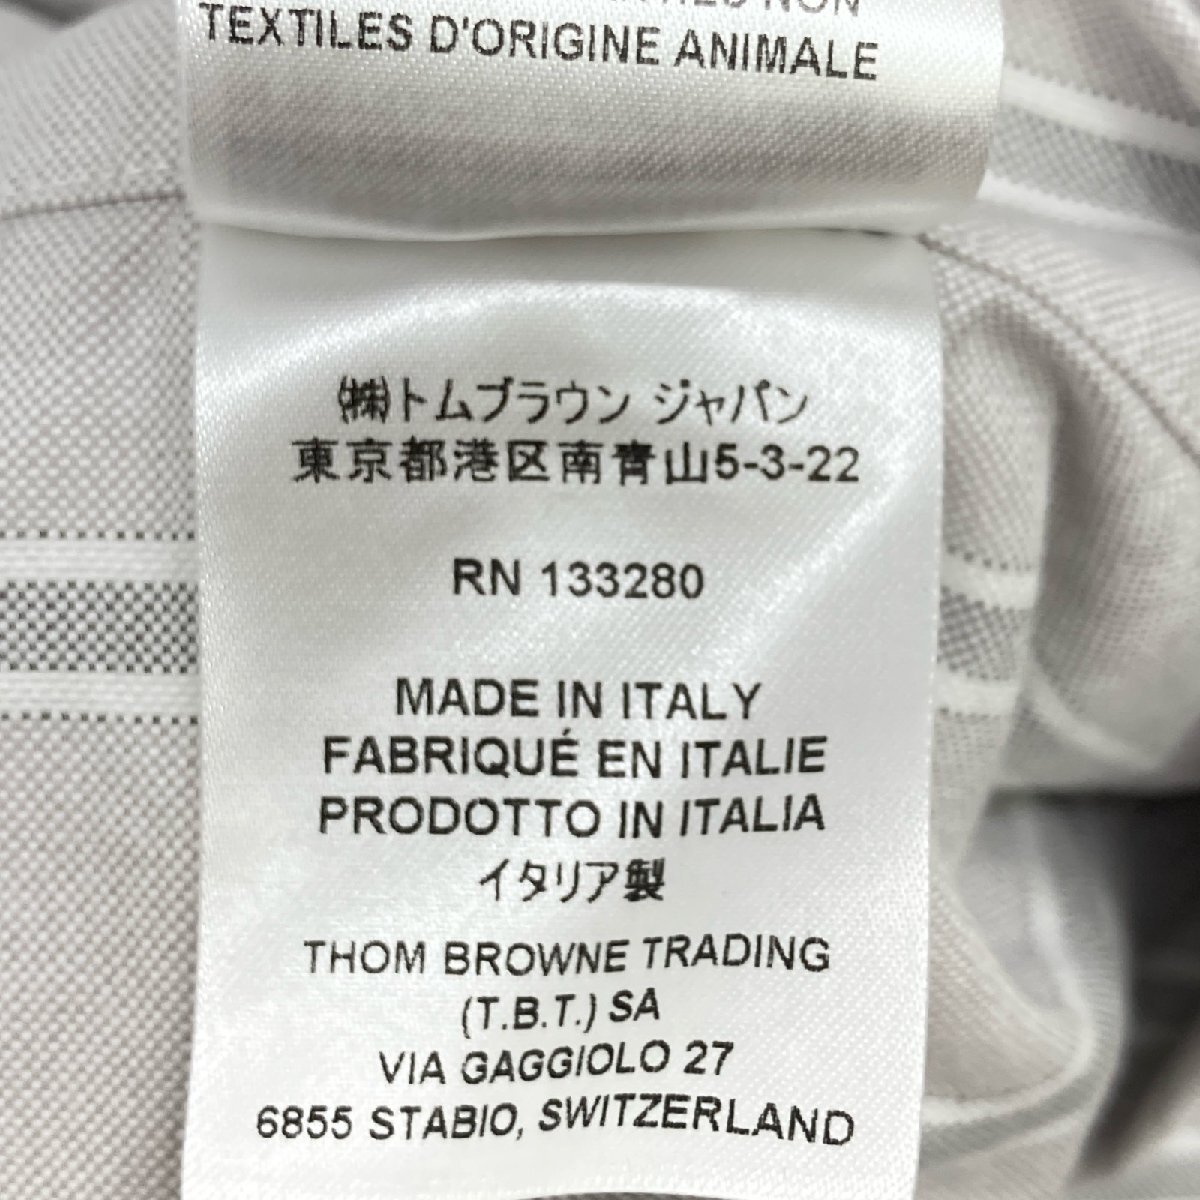 NON
TEXTILES D'ORIGINE ANIMALE
㈱トムブラウン ジャパン
東京都港区南青山5-3-22
RN 133280
MADE IN ITALY
FABRIQUÉ EN ITALIE
PRODOTTO IN ITALIA
イタリア製
THOM BROWNE TRADING
(T.B.T.) SA
VIA GAGGIOLO 27
6855 STABIO, SWITZERLAND